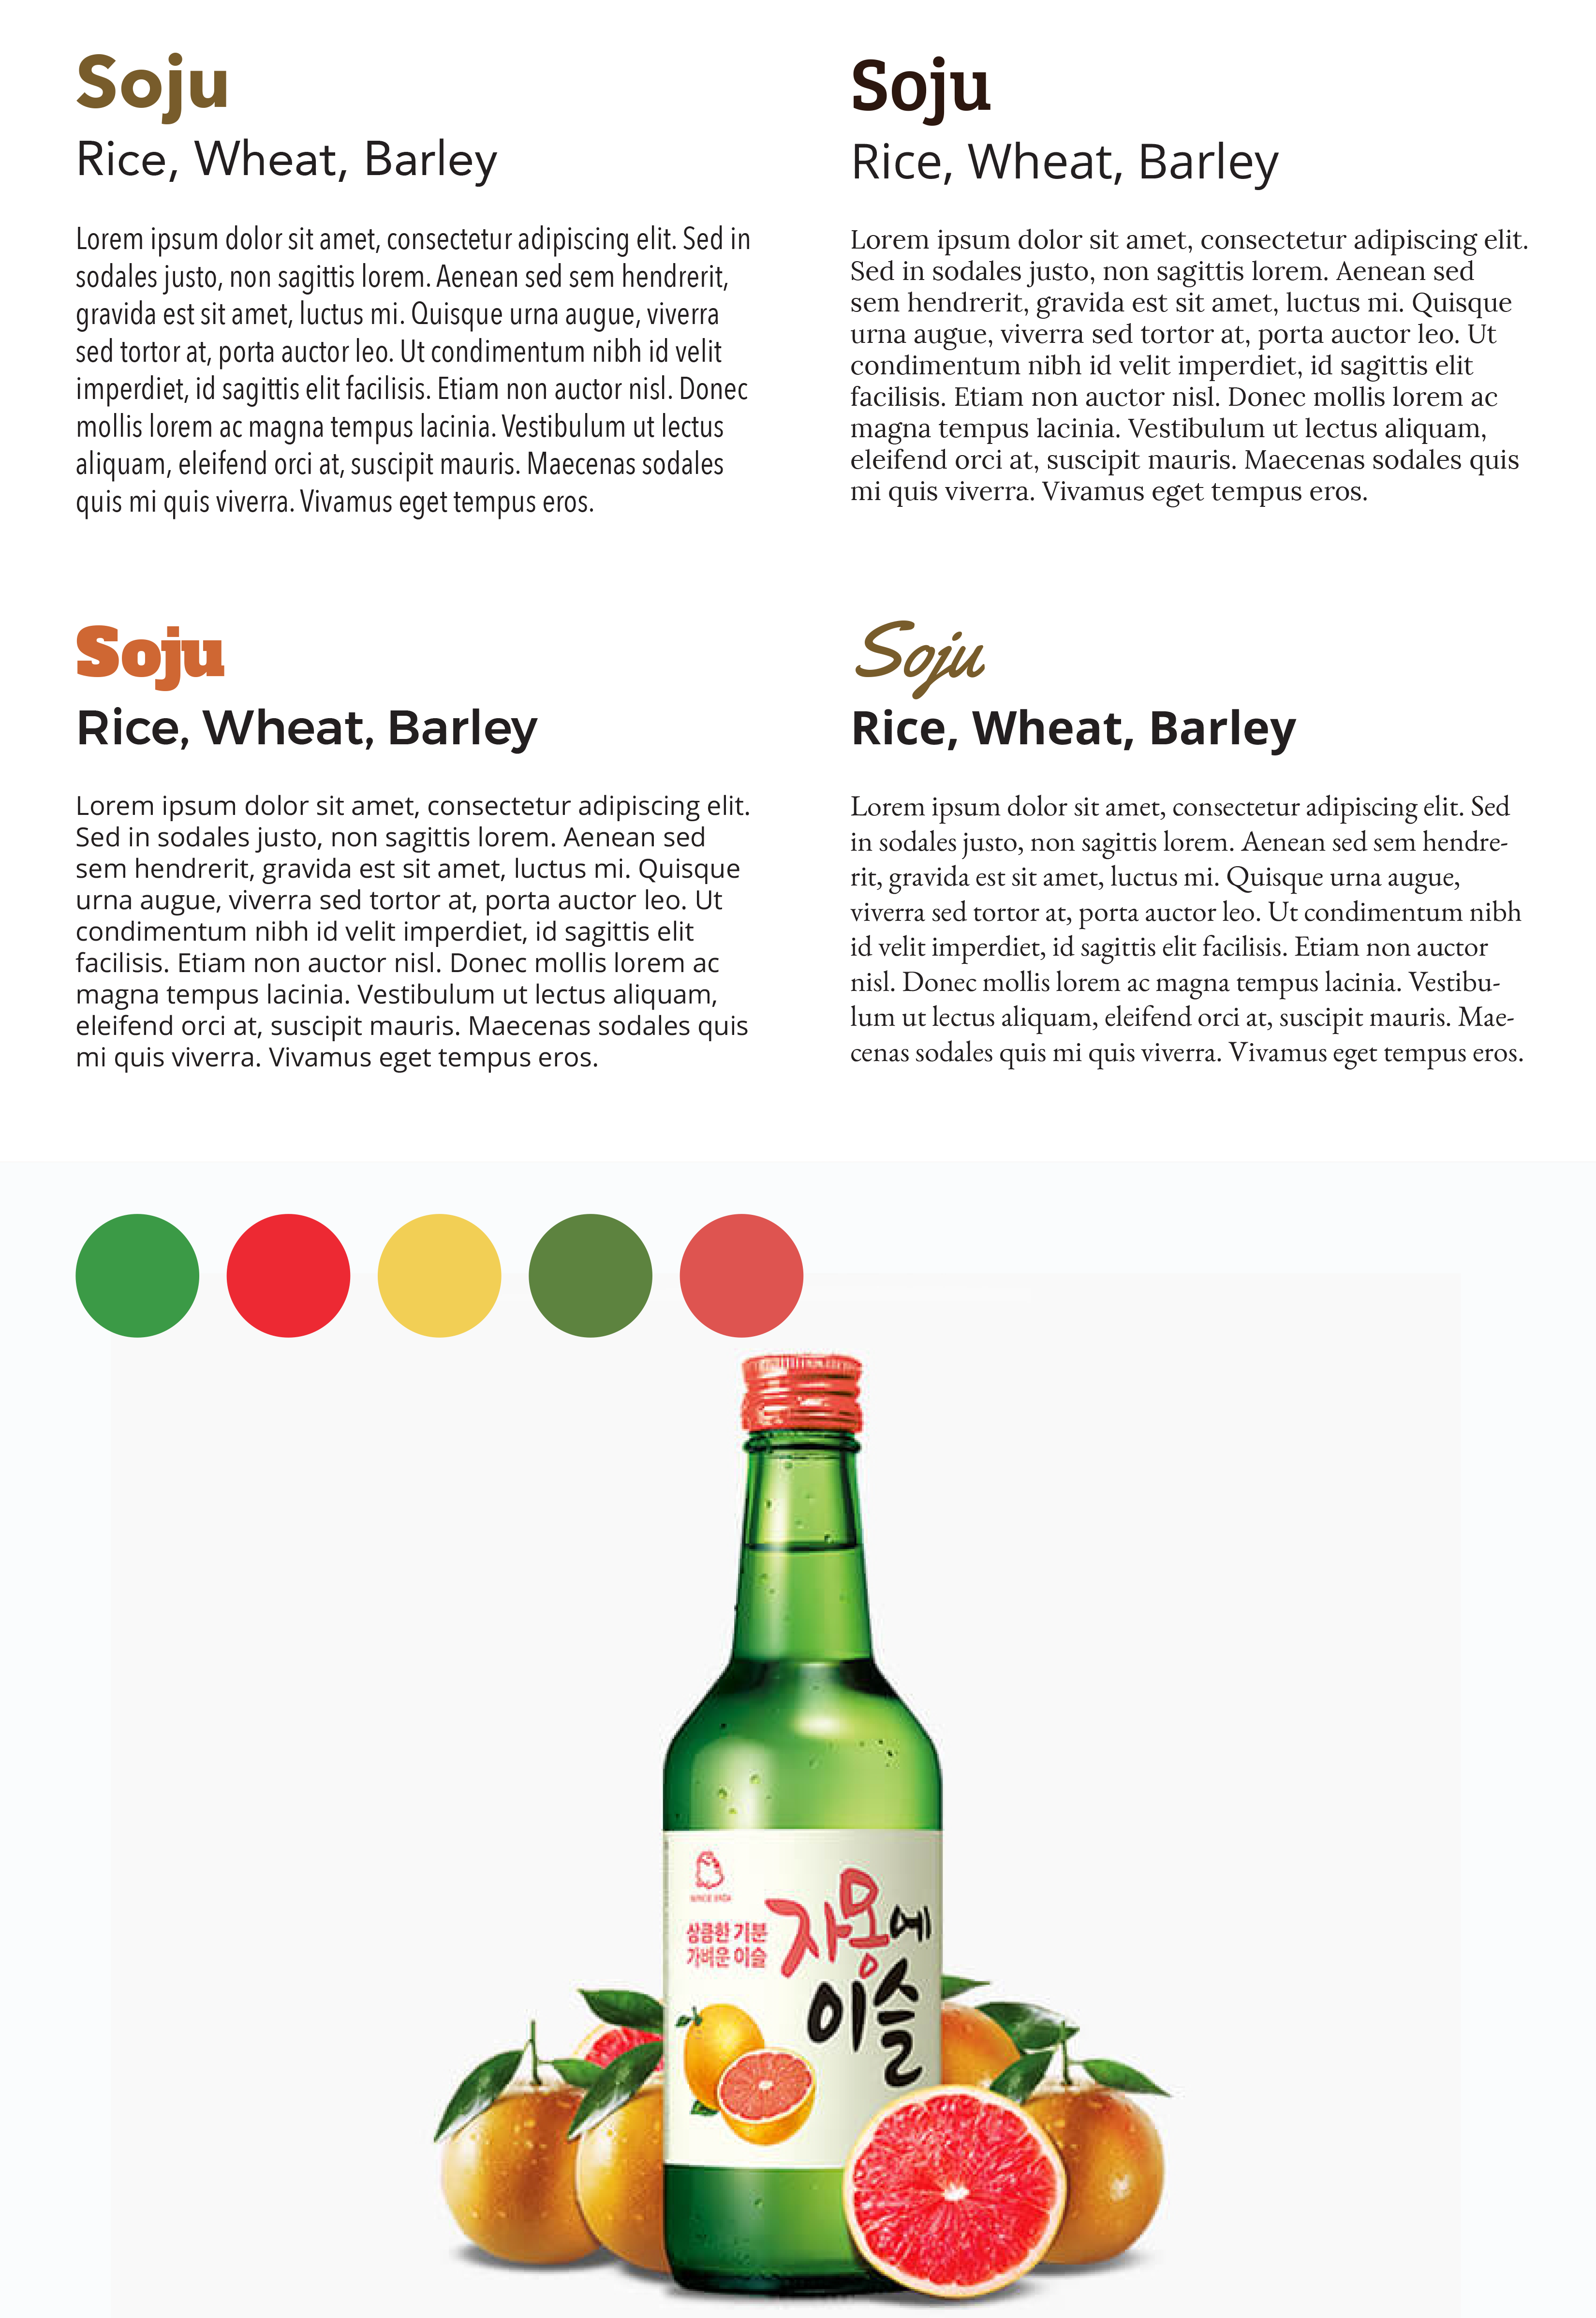 Soju
Rice, Wheat, Barley
Lorem ipsum dolor sit amet, consectetur adipiscing elit. Sed in
sodales justo, non sagittis lorem. Aenean sed sem hendrerit,
gravida est sit amet, luctus mi. Quisque urna augue, viverra
sed tortor at, porta auctor leo. Ut condimentum nibh id velit
imperdiet, id sagittis elit facilisis. Etiam non auctor nisl. Donec
mollis lorem ac magna tempus lacinia. Vestibulum ut lectus
aliquam, eleifend orci at, suscipit mauris. Maecenas sodales
quis mi quis viverra. Vivamus eget tempus eros.
Soju
Rice, Wheat, Barley
Lorem ipsum dolor sit amet, consectetur adipiscing elit.
Sed in sodales justo, non sagittis lorem. Aenean sed
sem hendrerit, gravida est sit amet, luctus mi. Quisque
urna augue, viverra sed tortor at, porta auctor leo. Ut
condimentum nibh id velit imperdiet, id sagittis elit
facilisis. Etiam non auctor nisl. Donec mollis lorem ac
magna tempus lacinia. Vestibulum ut lectus aliquam,
eleifend orci at, suscipit mauris. Maecenas sodales quis
mi quis viverra. Vivamus eget tempus eros.
Soju
Rice, Wheat, Barley
Lorem ipsum dolor sit amet, consectetur adipiscing elit.
Sed in sodales justo, non sagittis lorem. Aenean sed
sem hendrerit, gravida est sit amet, luctus mi. Quisque
urna augue, viverra sed tortor at, porta auctor leo. Ut
condimentum nibh id velit imperdiet, id sagittis elit
facilisis. Etiam non auctor nisl. Donec mollis lorem ac
magna tempus lacinia. Vestibulum ut lectus aliquam,
eleifend orci at, suscipit mauris. Maecenas sodales quis
mi quis viverra. Vivamus eget tempus eros.
Soju
Rice, Wheat, Barley
Lorem ipsum dolor sit amet, consectetur adipiscing elit. Sed
in sodales justo, non sagittis lorem. Aenean sed sem hendre-
rit, gravida est sit amet, luctus mi. Quisque urna augue,
viverra sed tortor at, porta auctor leo. Ut condimentum nibh
id velit imperdiet, id sagittis elit facilisis. Etiam non auctor
nisl. Donec mollis lorem ac magna tempus lacinia. Vestibu-
lum ut lectus aliquam, eleifend orci at, suscipit mauris. Mae-
cenas sodales quis mi quis viverra. Vivamus eget tempus eros.
SINCE 1924
상큼한 기분
가벼운 이슬
자몽에
이슬